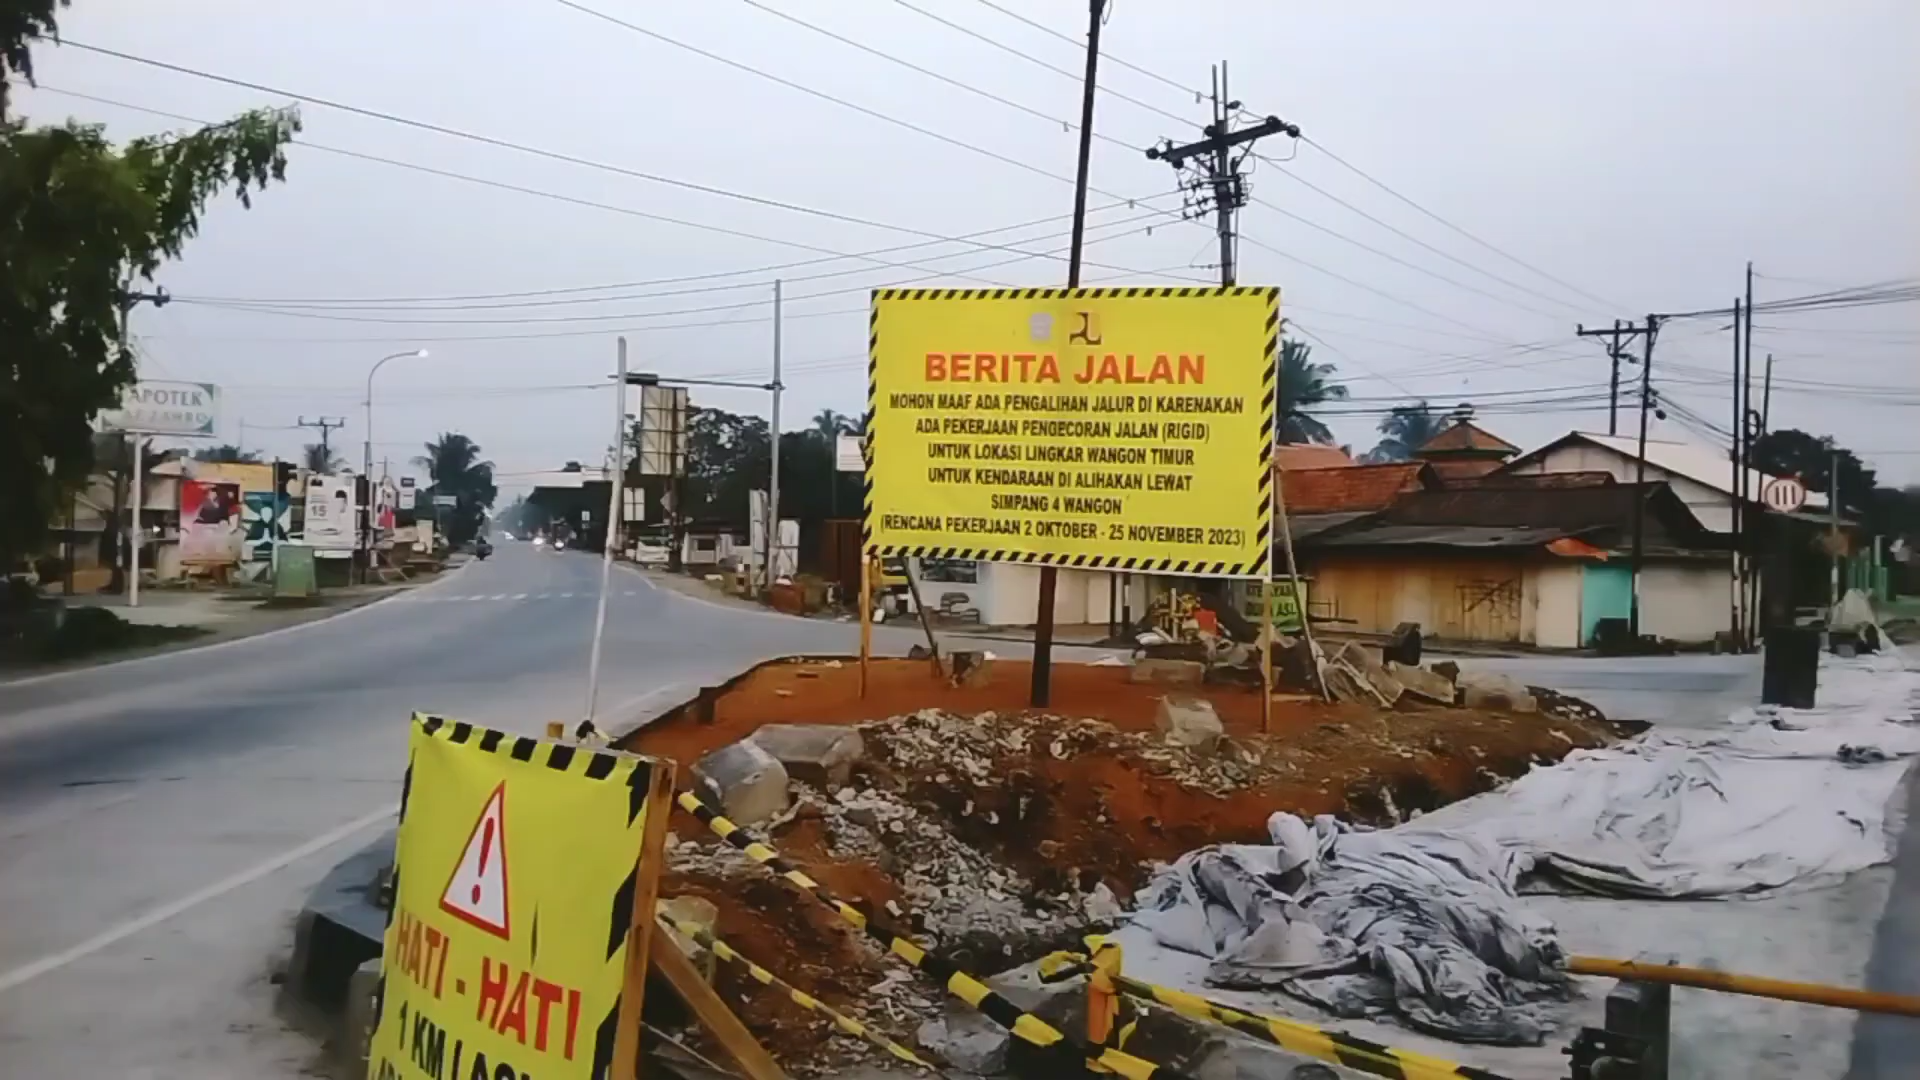 BERITA JALAN
MOHON MAAF ADA PENGALIHAN JALUR DI KARENAKAN
ADA PEKERJAAN PENGECORAN JALAN (RIGID)
UNTUK LOKASI LINGKAR WANGON TIMUR
UNTUK KENDARAAN DI ALIHAKAN LEWAT
SIMPANG 4 WANGON
(RENCANA PEKERJAAN 2 OKTOBER - 25 NOVEMBER 2023)
APOTEK
15
HATI - HATI
1 KM